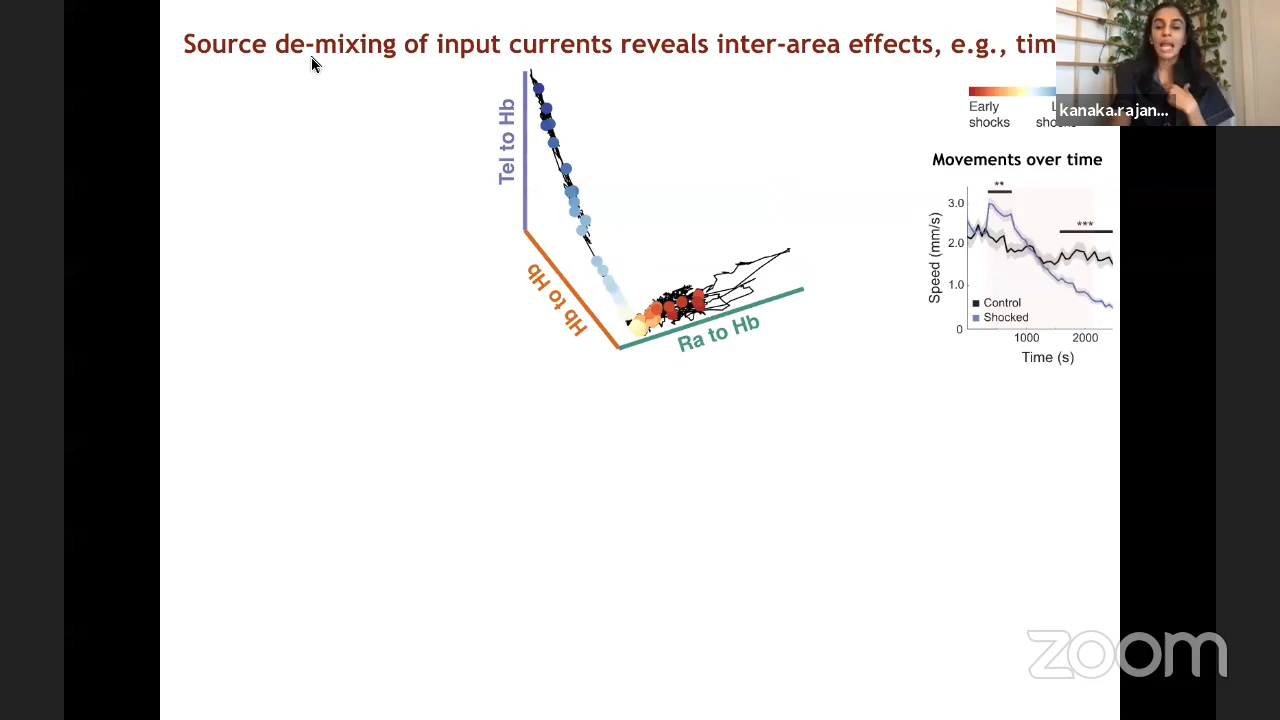 Source de-mixing of input currents reveals inter-area effects, e.g., tim
kanaka.rajan...
Early
shocks
L
shocks
Tel to Hb
Hb to Hb
Ra to Hb
Movements over time
**
***
Speed (mm/s)
3.0
2.0
1.0
0
Control
Shocked
1000
2000
Time (s)
zoom